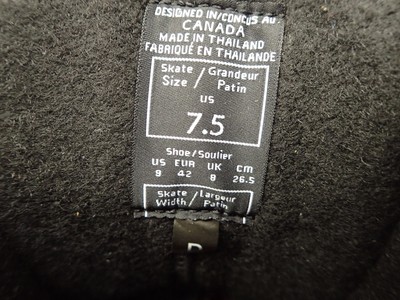 DESIGNED IN/CONÇUS AU
CANADA
MADE IN THAILAND
FABRIQUÉ EN THAILANDE
Skate / Grandeur
Size / Patin
US
7.5
Shoe/Soulier
US EUR UK CM
9 42 8 26.5
Skate / Largeur
Width / Patin